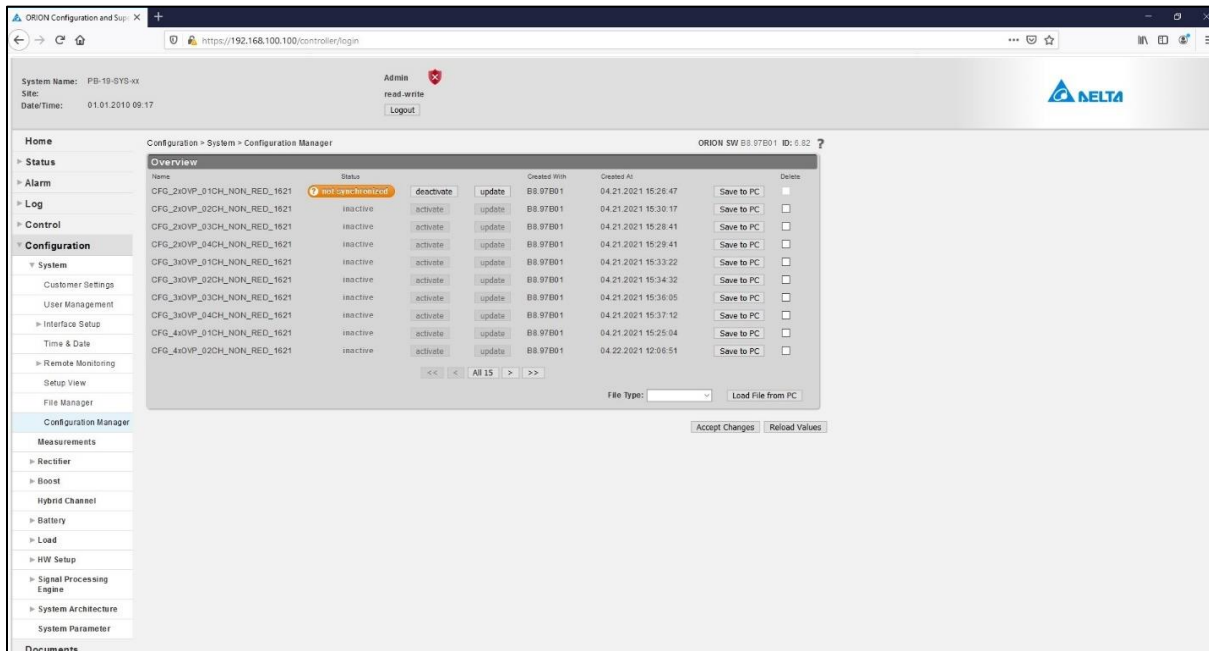 ORION Configuration and Sup
https://192.168.100.100/controller/login
System Name: PB-19-SYS-xx
Site:
Date/Time: 01.01.2010 09:17
Admin
read-write
Logout
DELTA
Home
Status
Alarm
Log
Control
Configuration
System
Customer Settings
User Management
Interface Setup
Time & Date
Remote Monitoring
Setup View
File Manager
Configuration Manager
Measurements
Rectifier
Boost
Hybrid Channel
Battery
Load
HW Setup
Signal Processing
Engine
System Architecture
System Parameter
Documents
Configuration > System > Configuration Manager ORION SW B8.97B01 ID: 6.82 ?
Overview
Name Status Created With Created At Delete
CFG_2xOVP_01CH_NON_RED_1621 ? not synchronized deactivate update B8.97B01 04.21.2021 15:26:47 Save to PC
CFG_2xOVP_02CH_NON_RED_1621 inactive activate update B8.97B01 04.21.2021 15:30:17 Save to PC
CFG_2xOVP_03CH_NON_RED_1621 inactive activate update B8.97B01 04.21.2021 15:28:41 Save to PC
CFG_2xOVP_04CH_NON_RED_1621 inactive activate update B8.97B01 04.21.2021 15:29:41 Save to PC
CFG_3xOVP_01CH_NON_RED_1621 inactive activate update B8.97B01 04.21.2021 15:33:22 Save to PC
CFG_3xOVP_02CH_NON_RED_1621 inactive activate update B8.97B01 04.21.2021 15:34:32 Save to PC
CFG_3xOVP_03CH_NON_RED_1621 inactive activate update B8.97B01 04.21.2021 15:36:05 Save to PC
CFG_3xOVP_04CH_NON_RED_1621 inactive activate update B8.97B01 04.21.2021 15:37:12 Save to PC
CFG_4xOVP_01CH_NON_RED_1621 inactive activate update B8.97B01 04.21.2021 15:25:04 Save to PC
CFG_4xOVP_02CH_NON_RED_1621 inactive activate update B8.97B01 04.22.2021 12:06:51 Save to PC
<< < All 15 > >>
File Type: Load File from PC
Accept Changes Reload Values